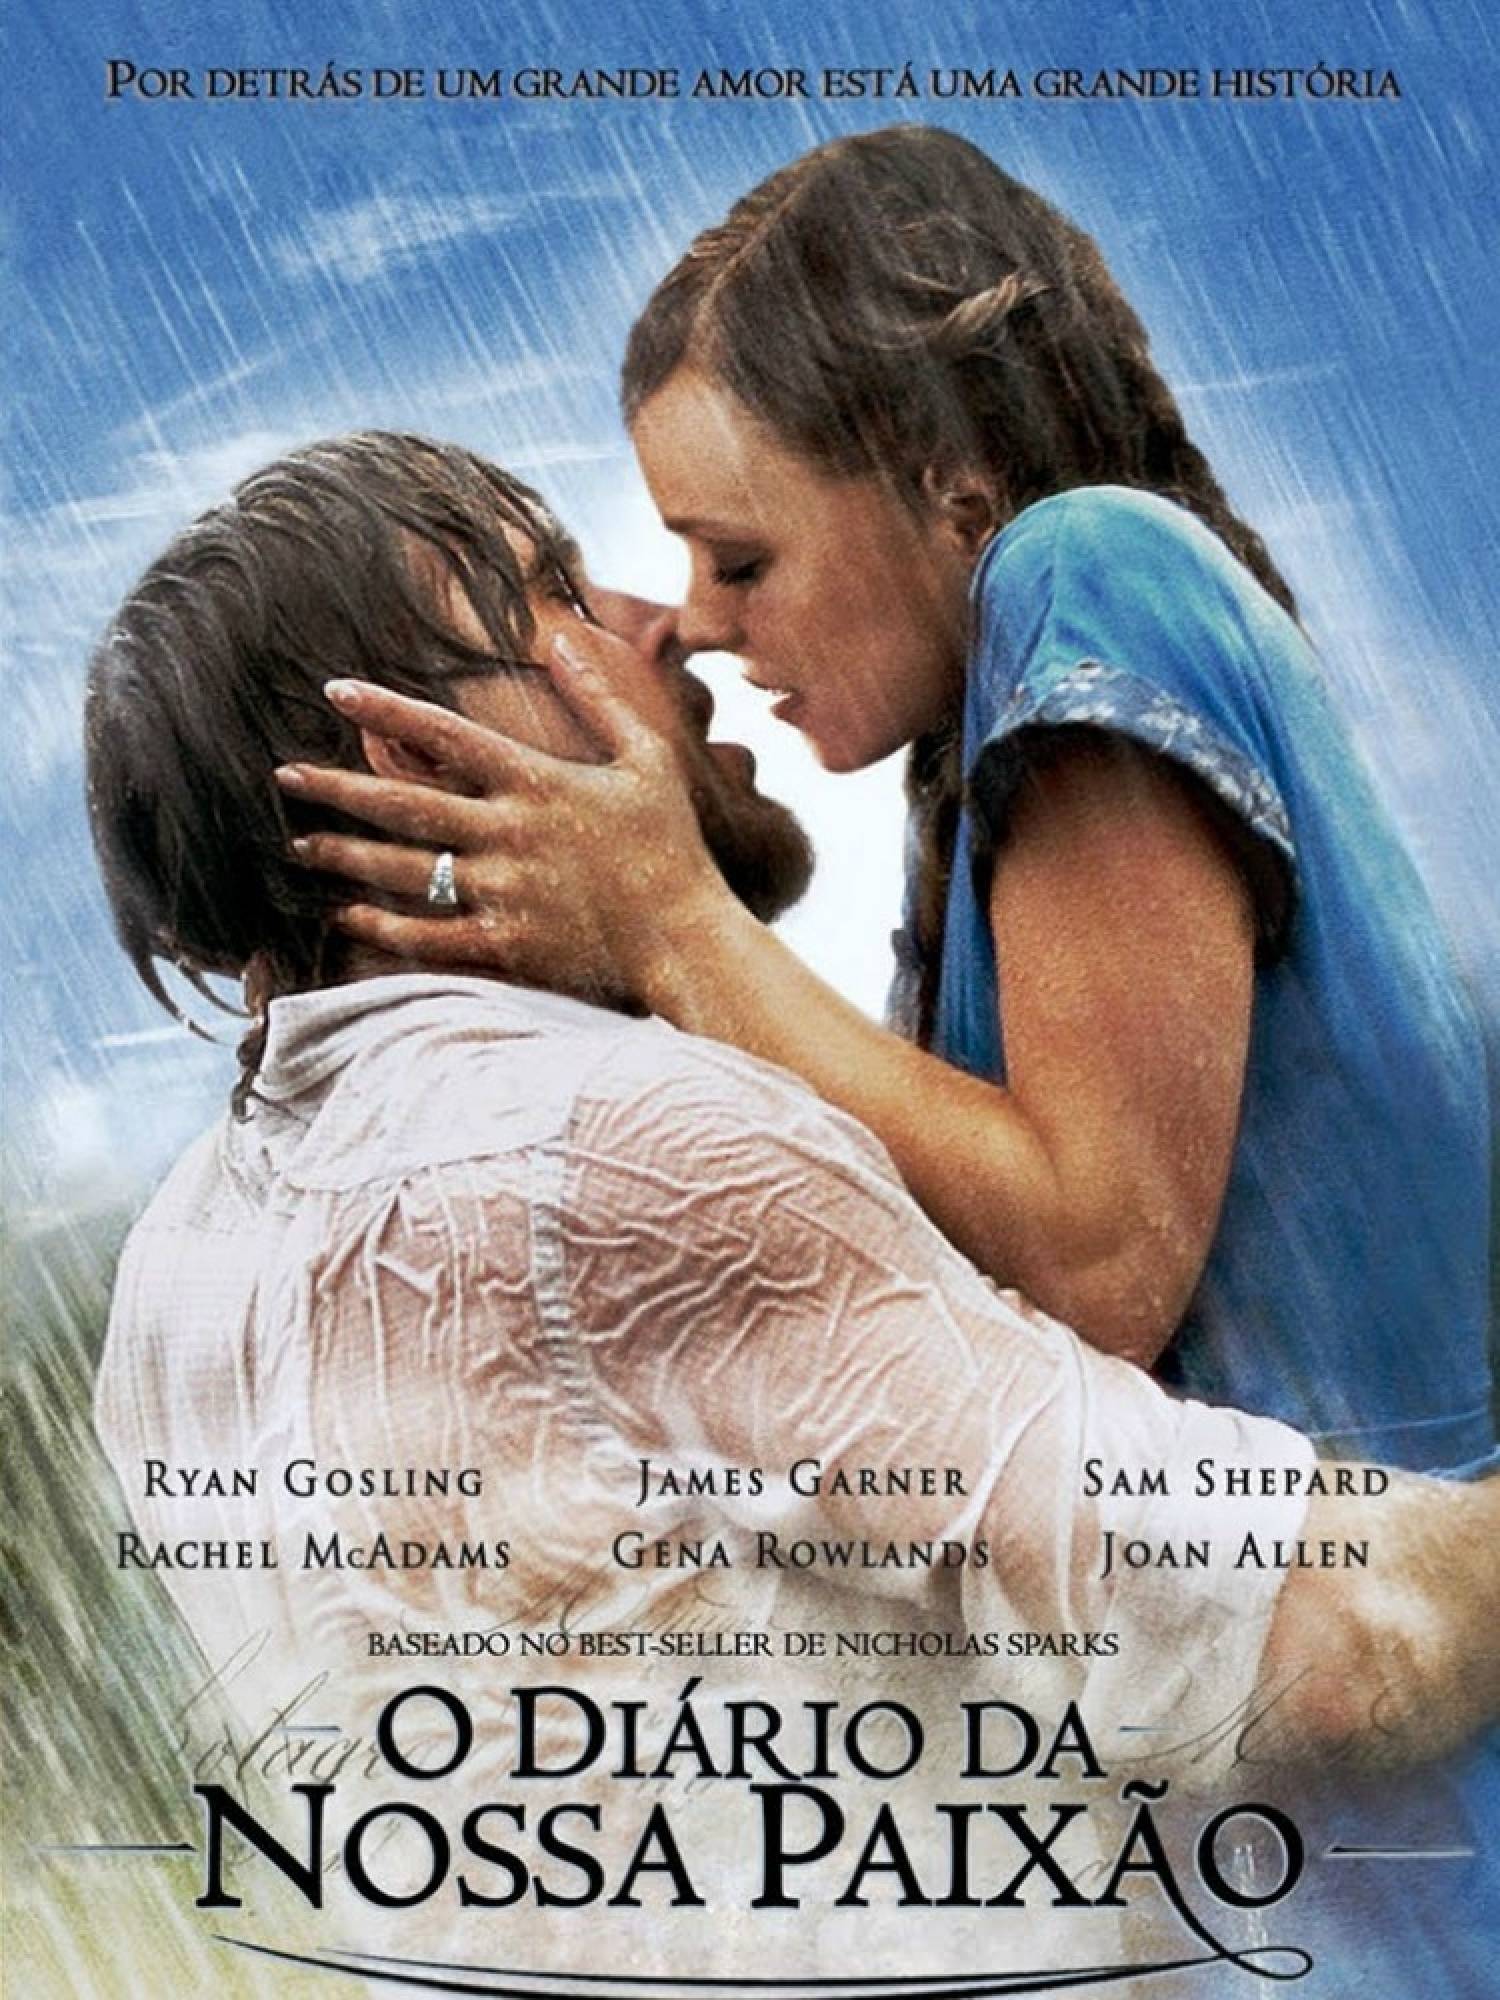 POR DETRÁS DE UM GRANDE AMOR ESTÁ UMA GRANDE HISTÓRIA
RYAN GOSLING JAMES GARNER SAM SHEPARD
RACHEL MCADAMS GENA ROWLANDS JOAN ALLEN
BASEADO NO BEST-SELLER DE NICHOLAS SPARKS
O DIÁRIO DA
NOSSA PAIXÃO